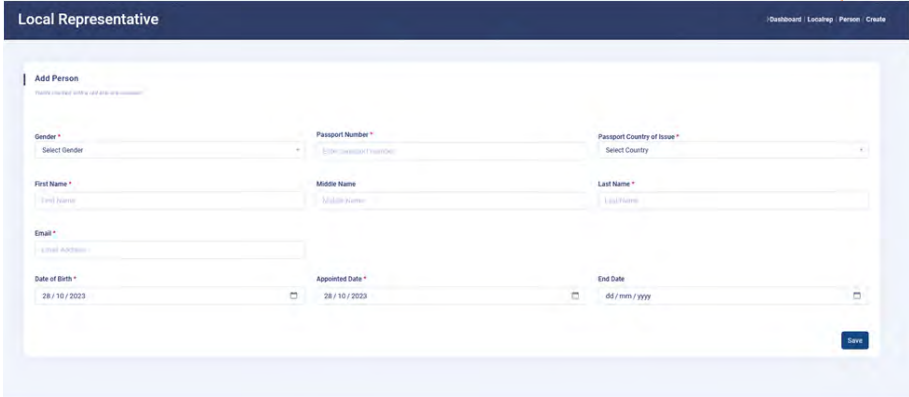 Local Representative
Dashboard | Localrep | Person | Create
Add Person
Gender * Passport Number * Passport Country of Issue *
Select Gender Enter passport number Select Country
First Name * Middle Name Last Name *
First Name Middle Name Last Name
Email *
Email Address
Date of Birth * Appointed Date * End Date
28 / 10 / 2023 28 / 10 / 2023 dd / mm / yyyy
Save